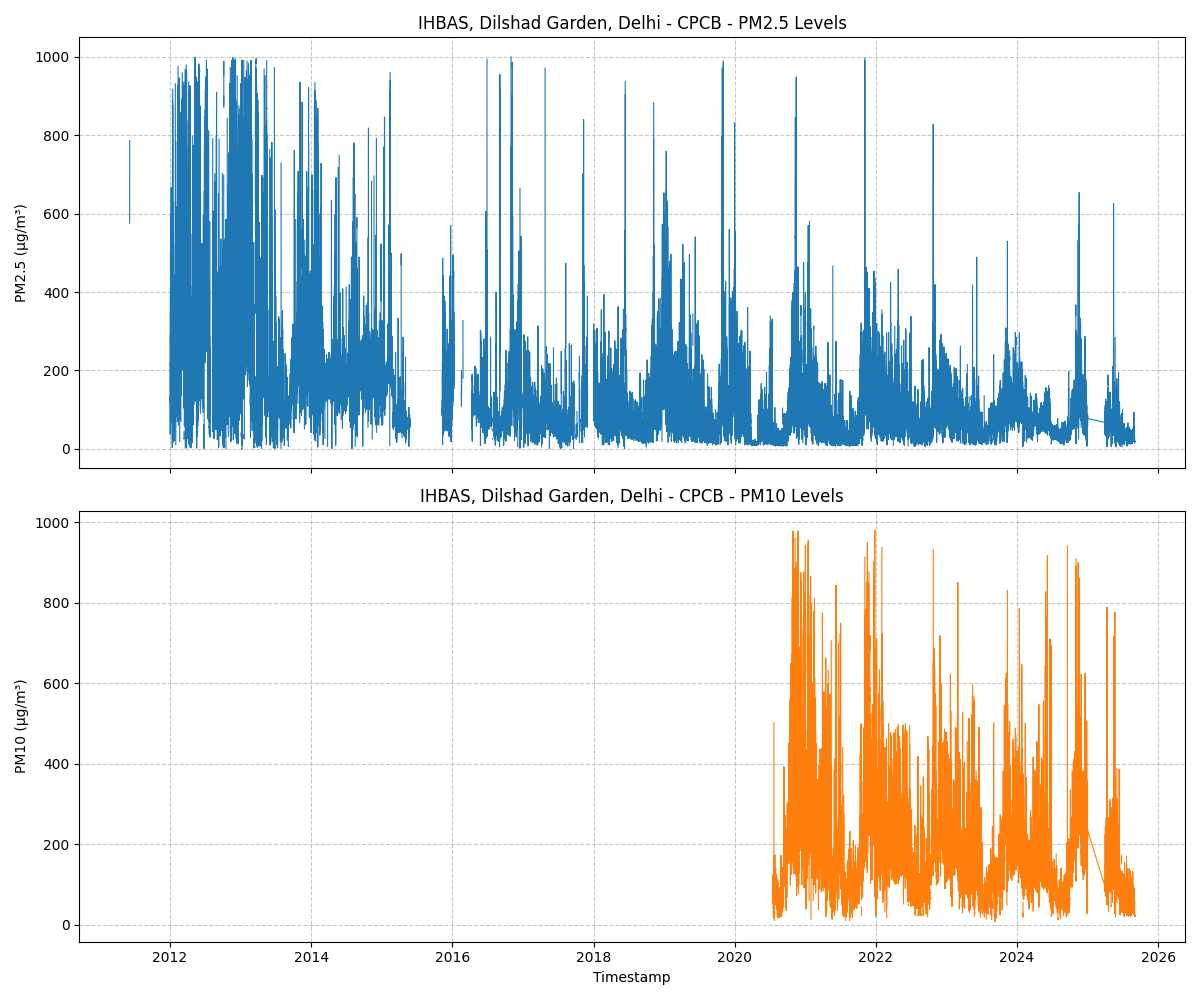 IHBAS, Dilshad Garden, Delhi - CPCB - PM2.5 Levels
1000
800
600
400
200
0
PM2.5 (µg/m³)
IHBAS, Dilshad Garden, Delhi - CPCB - PM10 Levels
1000
800
600
400
200
0
PM10 (µg/m³)
2012 2014 2016 2018 2020 2022 2024 2026
Timestamp